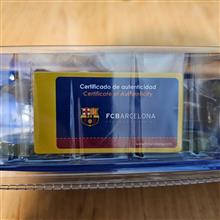 Certificado de autenticidad
Certificate of Authenticity
FCBARCELONA